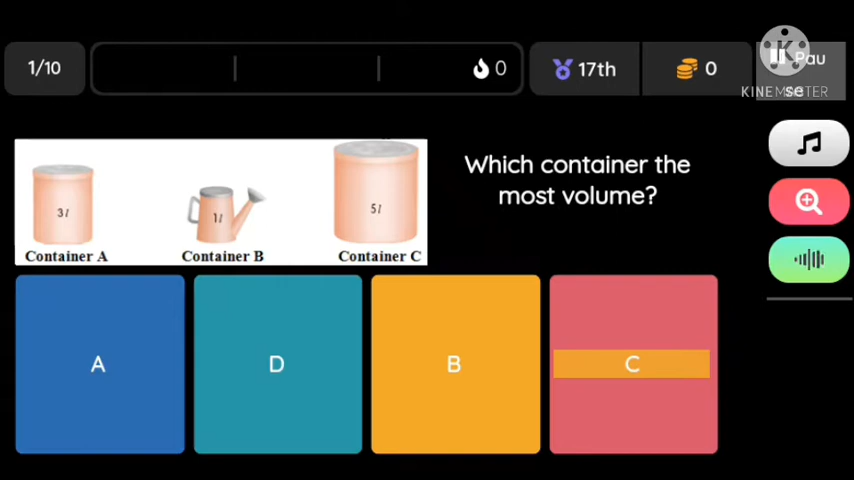 1/10
0
17th
0
Pau
se
KINEMASTER
K
3 l
1 l
5 l
Container A
Container B
Container C
Which container the
most volume?
A
D
B
C